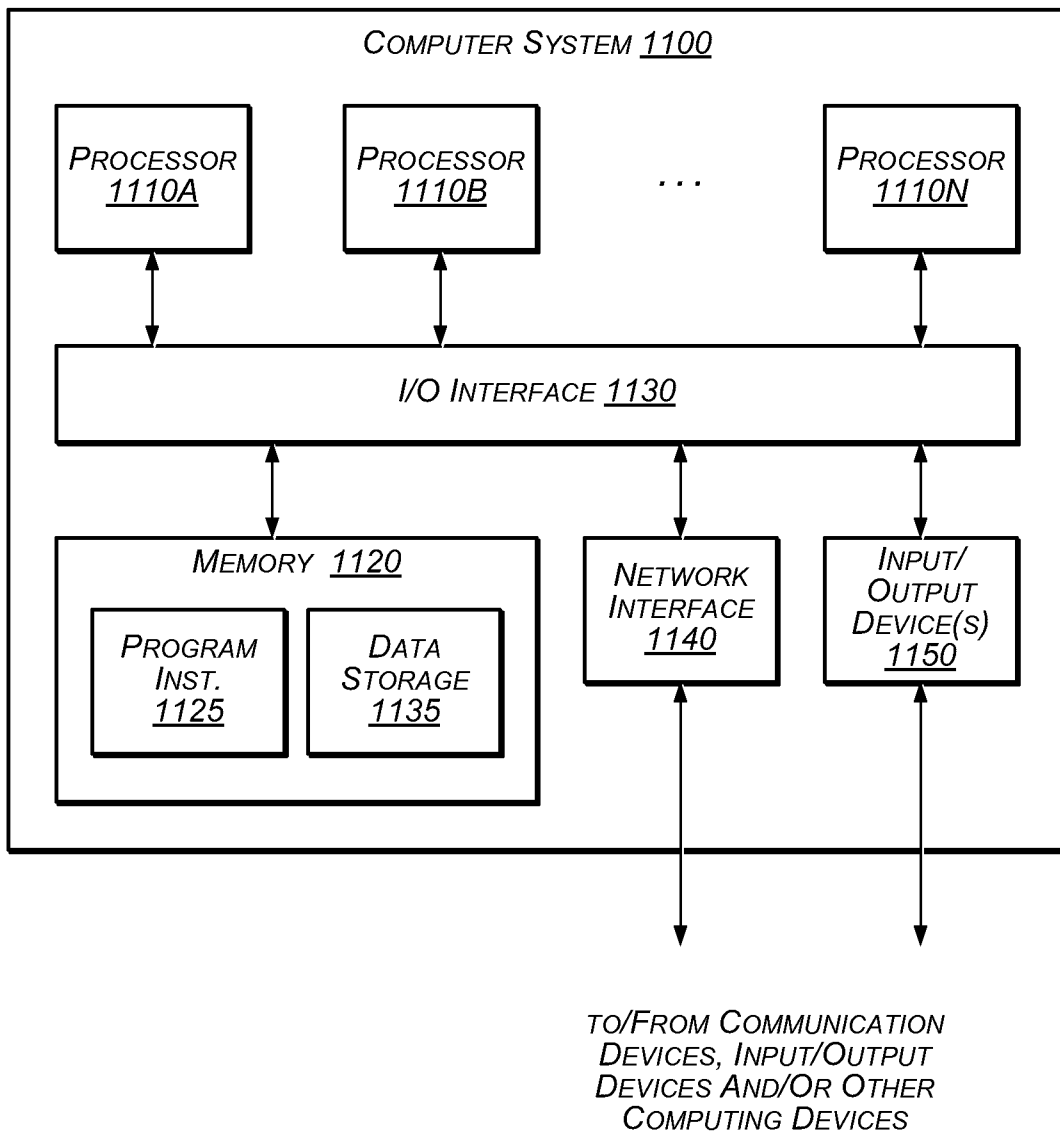 COMPUTER SYSTEM 1100
PROCESSOR
1110A
PROCESSOR
1110B
...
PROCESSOR
1110N
I/O INTERFACE 1130
MEMORY 1120
PROGRAM
INST.
1125
DATA
STORAGE
1135
NETWORK
INTERFACE
1140
INPUT/
OUTPUT
DEVICE(S)
1150
TO/FROM COMMUNICATION
DEVICES, INPUT/OUTPUT
DEVICES AND/OR OTHER
COMPUTING DEVICES